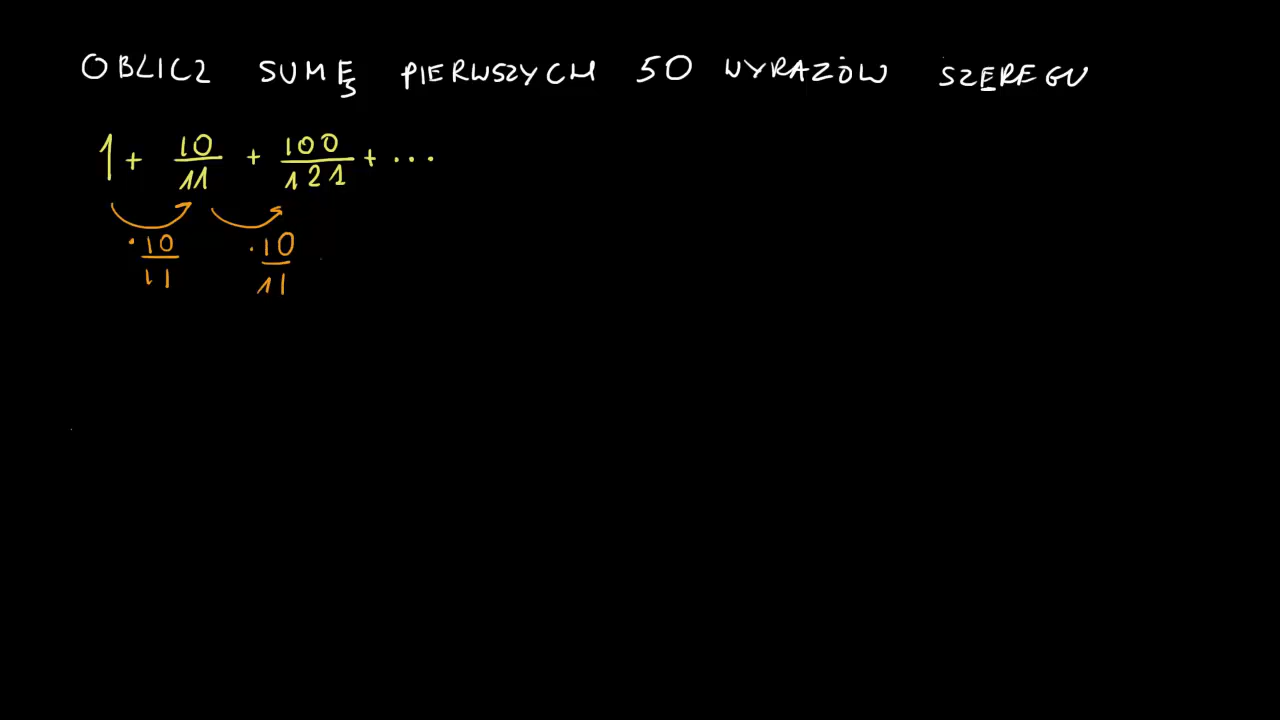 OBLICZ SUMĘ PIERWSZYCH 50 WYRAZÓW SZEREGU
1 + 10/11 + 100/121 + ...
· 10/11 · 10/11